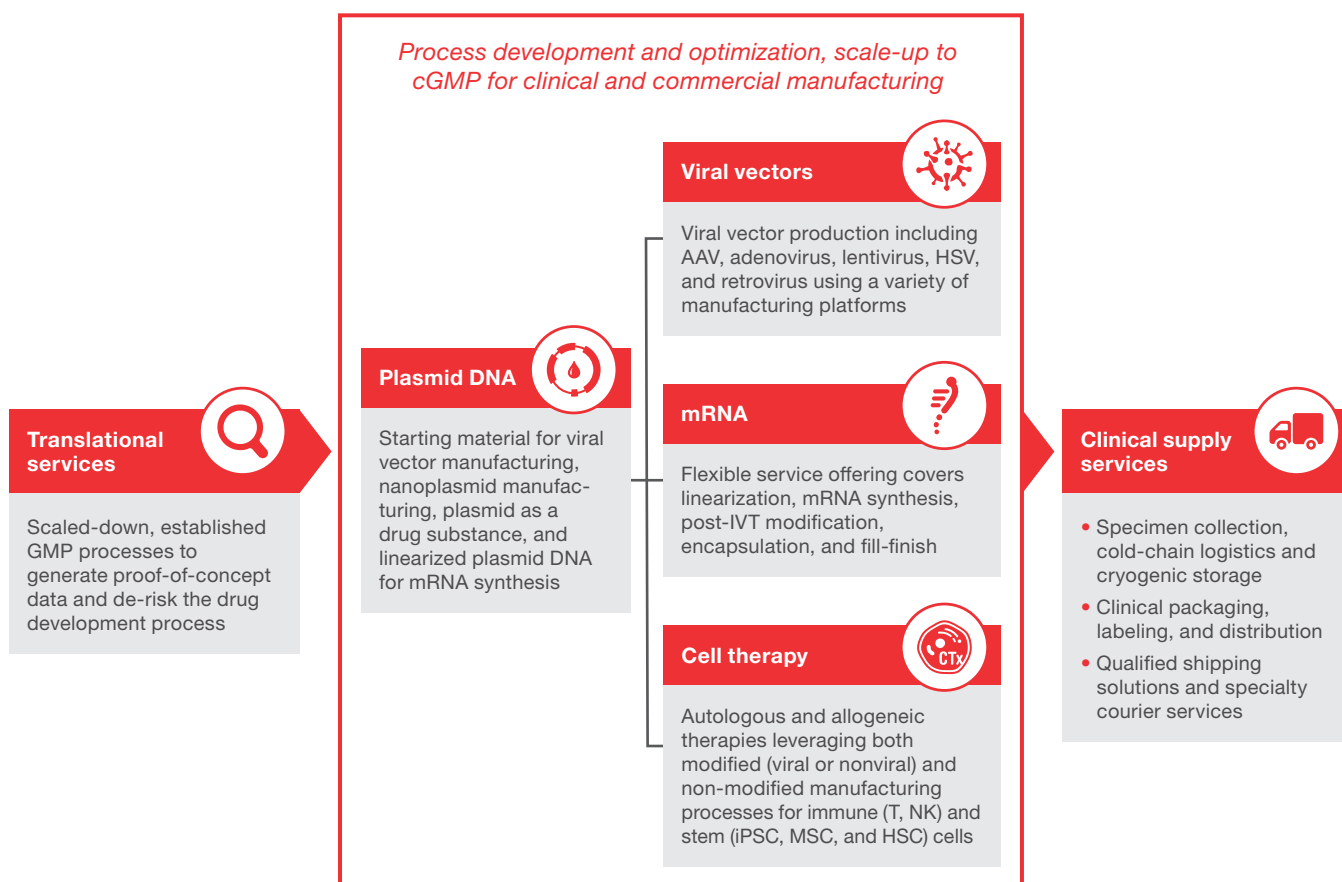 Process development and optimization, scale-up to
cGMP for clinical and commercial manufacturing
Translational
services
Scaled-down, established
GMP processes to
generate proof-of-concept
data and de-risk the drug
development process
Plasmid DNA
Starting material for viral
vector manufacturing,
nanoplasmid manufac-
turing, plasmid as a
drug substance, and
linearized plasmid DNA
for mRNA synthesis
Viral vectors
Viral vector production including
AAV, adenovirus, lentivirus, HSV,
and retrovirus using a variety of
manufacturing platforms
mRNA
Flexible service offering covers
linearization, mRNA synthesis,
post-IVT modification,
encapsulation, and fill-finish
Cell therapy
CTx
Autologous and allogeneic
therapies leveraging both
modified (viral or nonviral) and
non-modified manufacturing
processes for immune (T, NK) and
stem (iPSC, MSC, and HSC) cells
Clinical supply
services
• Specimen collection,
cold-chain logistics and
cryogenic storage
• Clinical packaging,
labeling, and distribution
• Qualified shipping
solutions and specialty
courier services